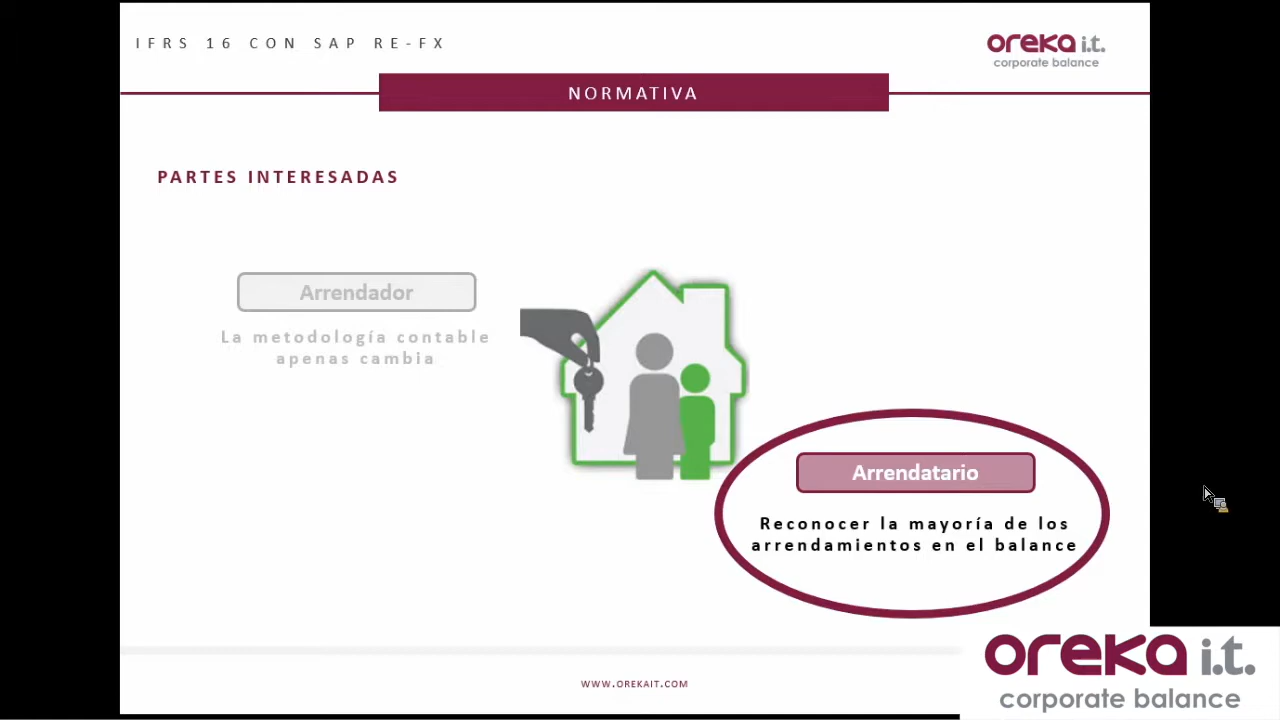 IFRS 16 CON SAP RE-FX
oreka i.t.
corporate balance
NORMATIVA
PARTES INTERESADAS
Arrendador
La metodología contable
apenas cambia
Arrendatario
Reconocer la mayoría de los
arrendamientos en el balance
WWW.OREKAIT.COM
oreka i.t.
corporate balance